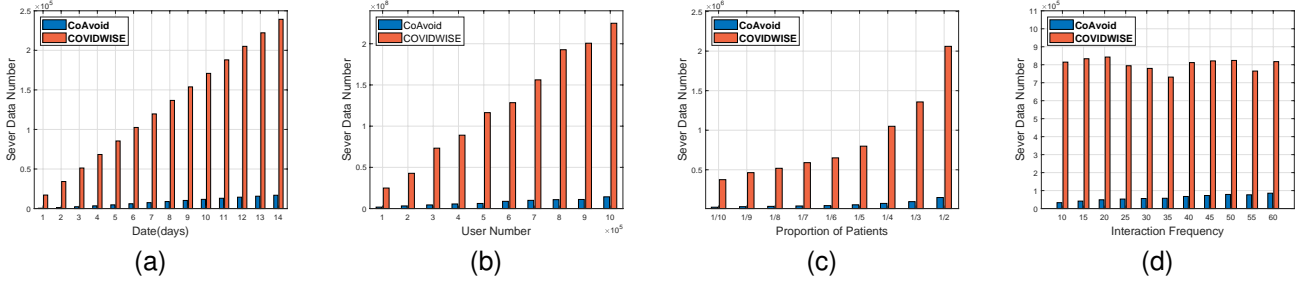 ×10⁵
2.5
2
1.5
1
0.5
0
CoAvoid
COVIDWISE
Sever Data Number
1 2 3 4 5 6 7 8 9 10 11 12 13 14
Date(days)
(a)
×10⁸
2
1.5
1
0.5
0
CoAvoid
COVIDWISE
Sever Data Number
1 2 3 4 5 6 7 8 9 10
User Number
×10⁵
(b)
×10⁶
2.5
2
1.5
1
0.5
CoAvoid
COVIDWISE
Sever Data Number
1/10 1/9 1/8 1/7 1/6 1/5 1/4 1/3 1/2
Proportion of Patients
(c)
×10⁵
11
10
9
8
7
6
5
4
3
2
1
0
CoAvoid
COVIDWISE
Sever Data Number
10 15 20 25 30 35 40 45 50 55 60
Interaction Frequency
(d)